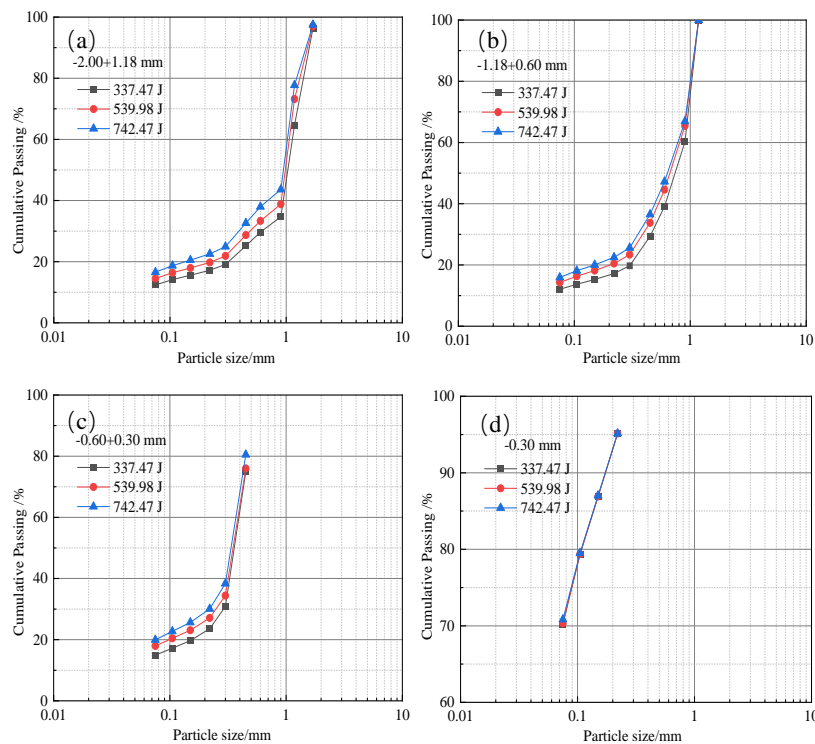 (a)
-2.00+1.18 mm
337.47 J
539.98 J
742.47 J
Cumulative Passing /%
100
80
60
40
20
0
0.01
0.1
1
10
Particle size/mm
(b)
-1.18+0.60 mm
337.47 J
539.98 J
742.47 J
Cumulative Passing /%
100
80
60
40
20
0
0.01
0.1
1
10
Particle size/mm
(c)
-0.60+0.30 mm
337.47 J
539.98 J
742.47 J
Cumulative Passing /%
100
80
60
40
20
0
0.01
0.1
1
10
Particle size/mm
(d)
-0.30 mm
337.47 J
539.98 J
742.47 J
Cumulative Passing /%
100
95
90
85
80
70
60
0.01
0.1
1
10
Particle size/mm